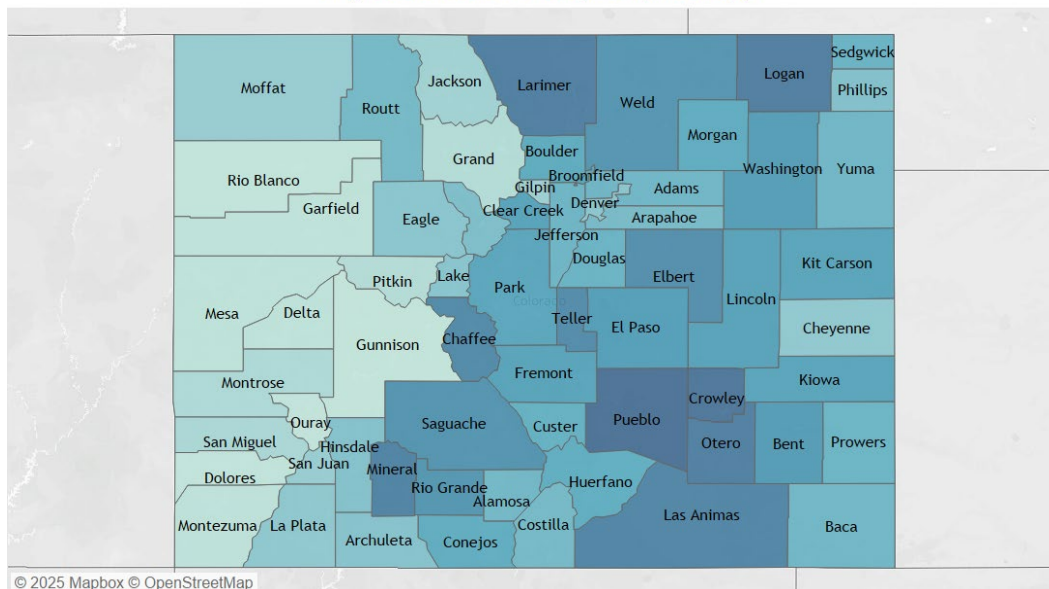 Sedgwick
Logan
Jackson
Larimer
Moffat
Phillips
Weld
Routt
Morgan
Boulder
Grand
Washington
Yuma
Broomfield
Rio Blanco
Gilpin
Adams
Denver
Garfield
Clear Creek
Eagle
Arapahoe
Jefferson
Douglas
Kit Carson
Lake
Elbert
Pitkin
Park
Lincoln
Colorado
Mesa
Delta
Teller
El Paso
Cheyenne
Chaffee
Gunnison
Fremont
Kiowa
Montrose
Crowley
Pueblo
Ouray
Saguache
Custer
San Miguel
Otero
Bent
Prowers
Hinsdale
San Juan
Mineral
Dolores
Huerfano
Rio Grande
Alamosa
Las Animas
Montezuma
La Plata
Costilla
Baca
Archuleta
Conejos
© 2025 Mapbox © OpenStreetMap